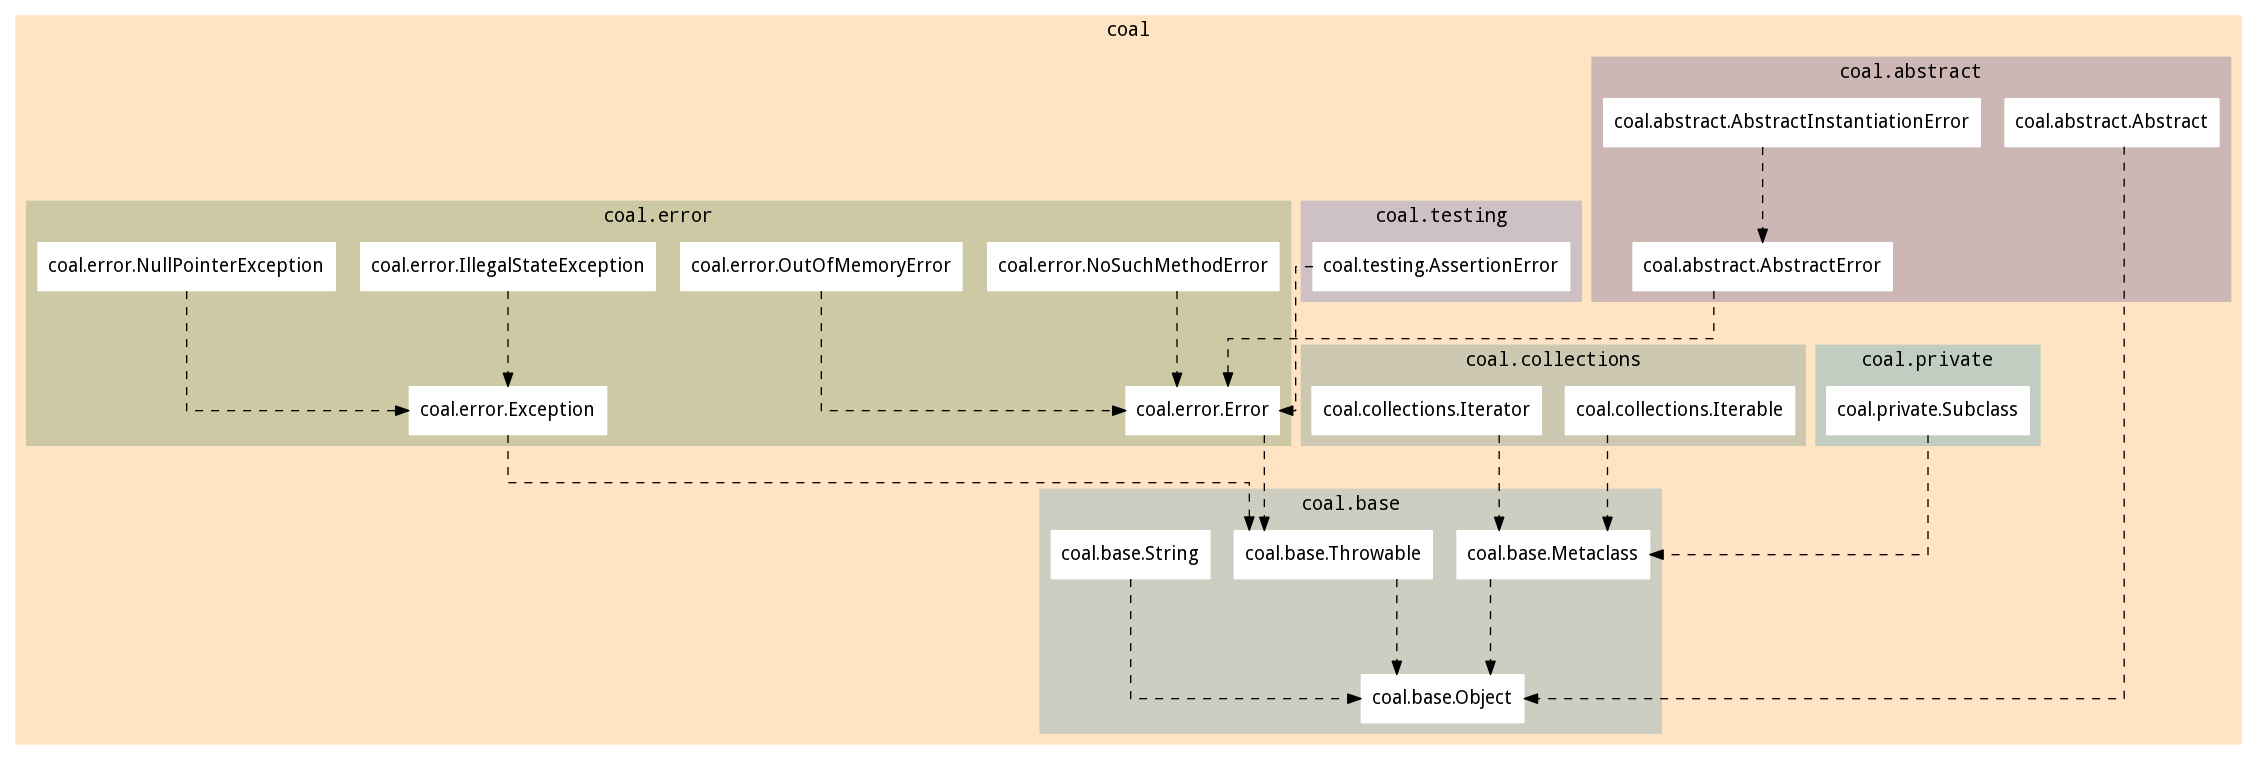 coal
coal.abstract
coal.abstract.AbstractInstantiationError
coal.abstract.Abstract
coal.error
coal.testing
coal.error.NullPointerException
coal.error.IllegalStateException
coal.error.OutOfMemoryError
coal.error.NoSuchMethodError
coal.testing.AssertionError
coal.abstract.AbstractError
coal.collections
coal.private
coal.error.Exception
coal.error.Error
coal.collections.Iterator
coal.collections.Iterable
coal.private.Subclass
coal.base
coal.base.String
coal.base.Throwable
coal.base.Metaclass
coal.base.Object